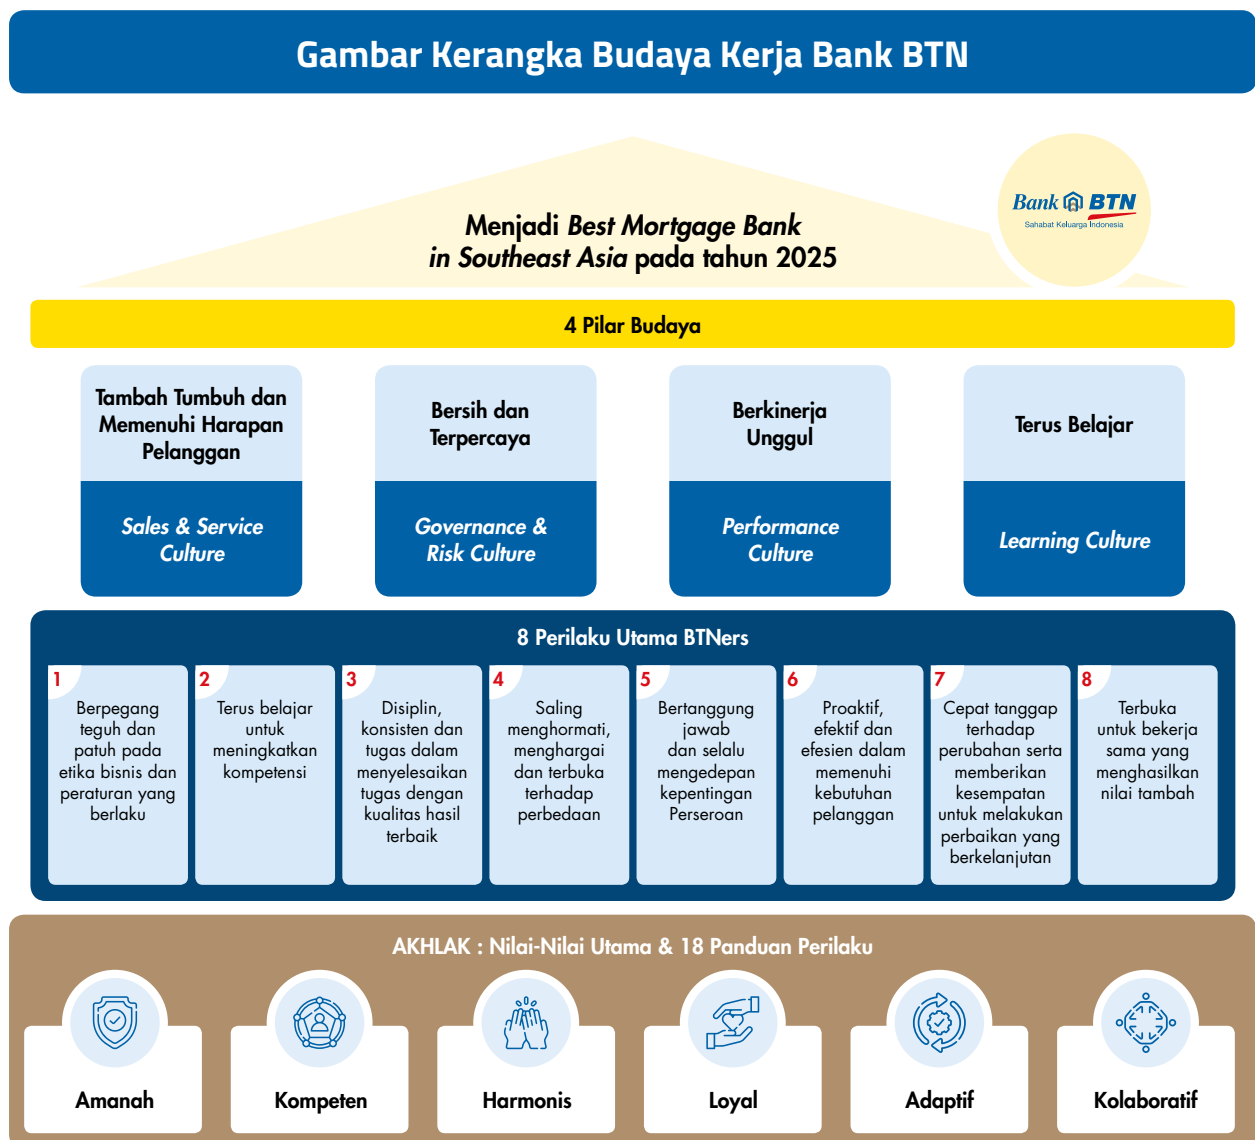 Gambar Kerangka Budaya Kerja Bank BTN
Menjadi Best Mortgage Bank
in Southeast Asia pada tahun 2025
Bank BTN
Sahabat Keluarga Indonesia
4 Pilar Budaya
Tambah Tumbuh dan
Memenuhi Harapan
Pelanggan
Sales & Service
Culture
Bersih dan
Terpercaya
Governance &
Risk Culture
Berkinerja
Unggul
Performance
Culture
Terus Belajar
Learning Culture
8 Perilaku Utama BTNers
1
Berpegang
teguh dan
patuh pada
etika bisnis dan
peraturan yang
berlaku
2
Terus belajar
untuk
meningkatkan
kompetensi
3
Disiplin,
konsisten dan
tugas dalam
menyelesaikan
tugas dengan
kualitas hasil
terbaik
4
Saling
menghormati,
menghargai
dan terbuka
terhadap
perbedaan
5
Bertanggung
jawab
dan selalu
mengedepan
kepentingan
Perseroan
6
Proaktif,
efektif dan
efesien dalam
memenuhi
kebutuhan
pelanggan
7
Cepat tanggap
terhadap
perubahan serta
memberikan
kesempatan
untuk melakukan
perbaikan yang
berkelanjutan
8
Terbuka
untuk bekerja
sama yang
menghasilkan
nilai tambah
AKHLAK : Nilai-Nilai Utama & 18 Panduan Perilaku
Amanah
Kompeten
Harmonis
Loyal
Adaptif
Kolaboratif